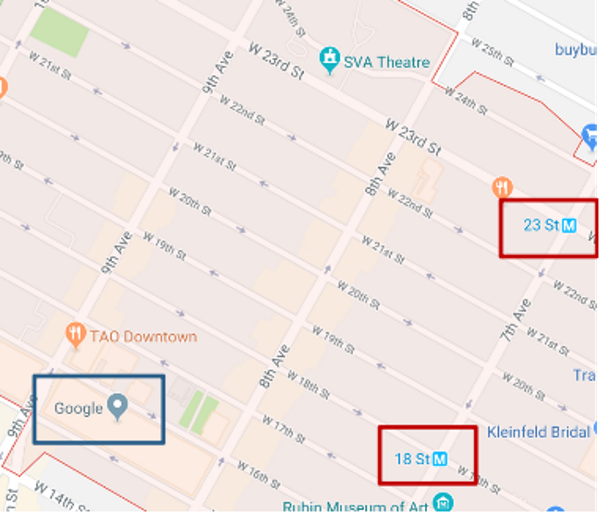 W 24th St
8th
W 25th St
buybu
SVA Theatre
W 23rd St
9th Ave
W 21st St
W 24th St
W 22nd St
W 23rd St
8th Ave
W 21st St
W 20th St
W 22nd St
23 St M
9th Ave
W 19th St
W 21st St
W 22nd St
W 20th St
7th Ave
W 21st St
TAO Downtown
W 19th St
8th Ave
W 18th St
W 20th St
Tra
Google
9th Ave
W 17th St
Kleinfeld Bridal
18 St M
W 16th St
W 14th St
Rubin Museum of Art